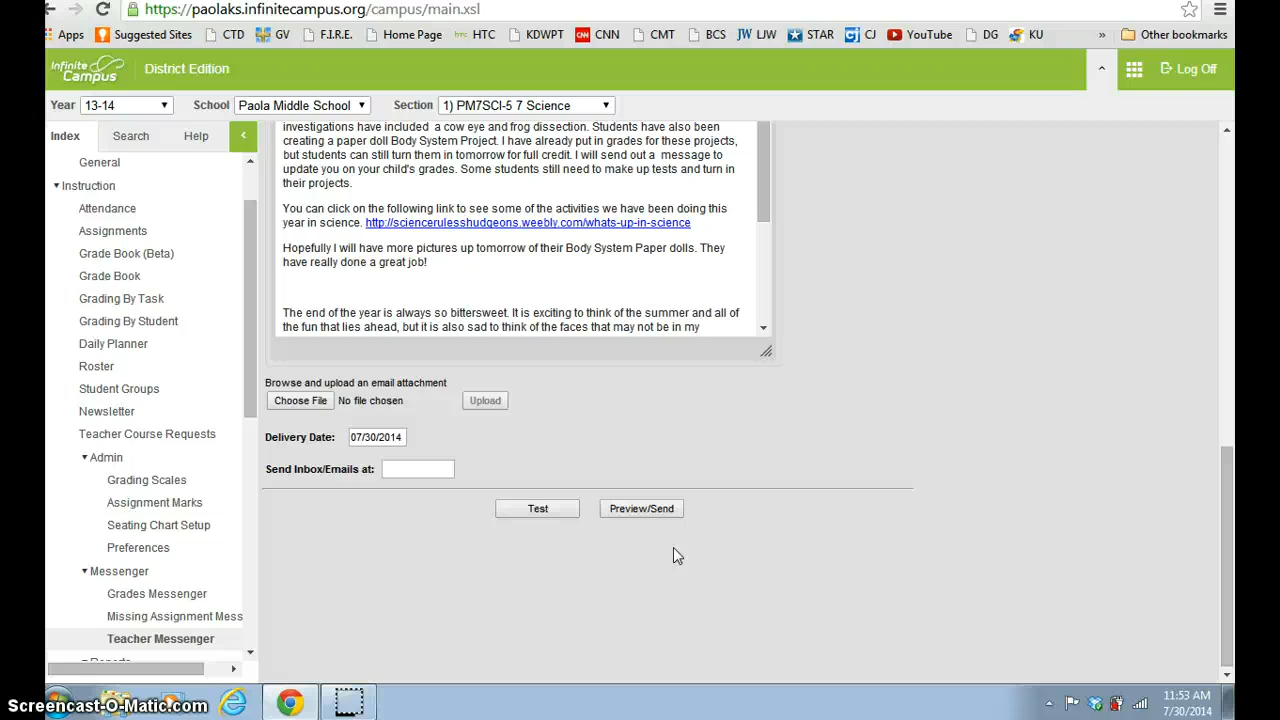 https://paolaks.infinitecampus.org/campus/main.xsl
Apps Suggested Sites CTD GV F.I.R.E. Home Page HTC KDWPT CNN CMT BCS LJW STAR CJ YouTube DG KU » Other bookmarks
Infinite Campus District Edition Log Off
Year 13-14 School Paola Middle School Section 1) PM7SCI-5 7 Science
Index Search Help
General
Instruction
Attendance
Assignments
Grade Book (Beta)
Grade Book
Grading By Task
Grading By Student
Daily Planner
Roster
Student Groups
Newsletter
Teacher Course Requests
Admin
Grading Scales
Assignment Marks
Seating Chart Setup
Preferences
Messenger
Grades Messenger
Missing Assignment Mess
Teacher Messenger
Reports
investigations have included a cow eye and frog dissection. Students have also been
creating a paper doll Body System Project. I have already put in grades for these projects,
but students can still turn them in tomorrow for full credit. I will send out a message to
update you on your child's grades. Some students still need to make up tests and turn in
their projects.
You can click on the following link to see some of the activities we have been doing this
year in science. http://sciencerulesshudgeons.weebly.com/whats-up-in-science
Hopefully I will have more pictures up tomorrow of their Body System Paper dolls. They
have really done a great job!
The end of the year is always so bittersweet. It is exciting to think of the summer and all of
the fun that lies ahead, but it is also sad to think of the faces that may not be in my
Browse and upload an email attachment
Choose File No file chosen Upload
Delivery Date: 07/30/2014
Send Inbox/Emails at:
Test Preview/Send
Screencast-O-Matic.com
11:53 AM
7/30/2014